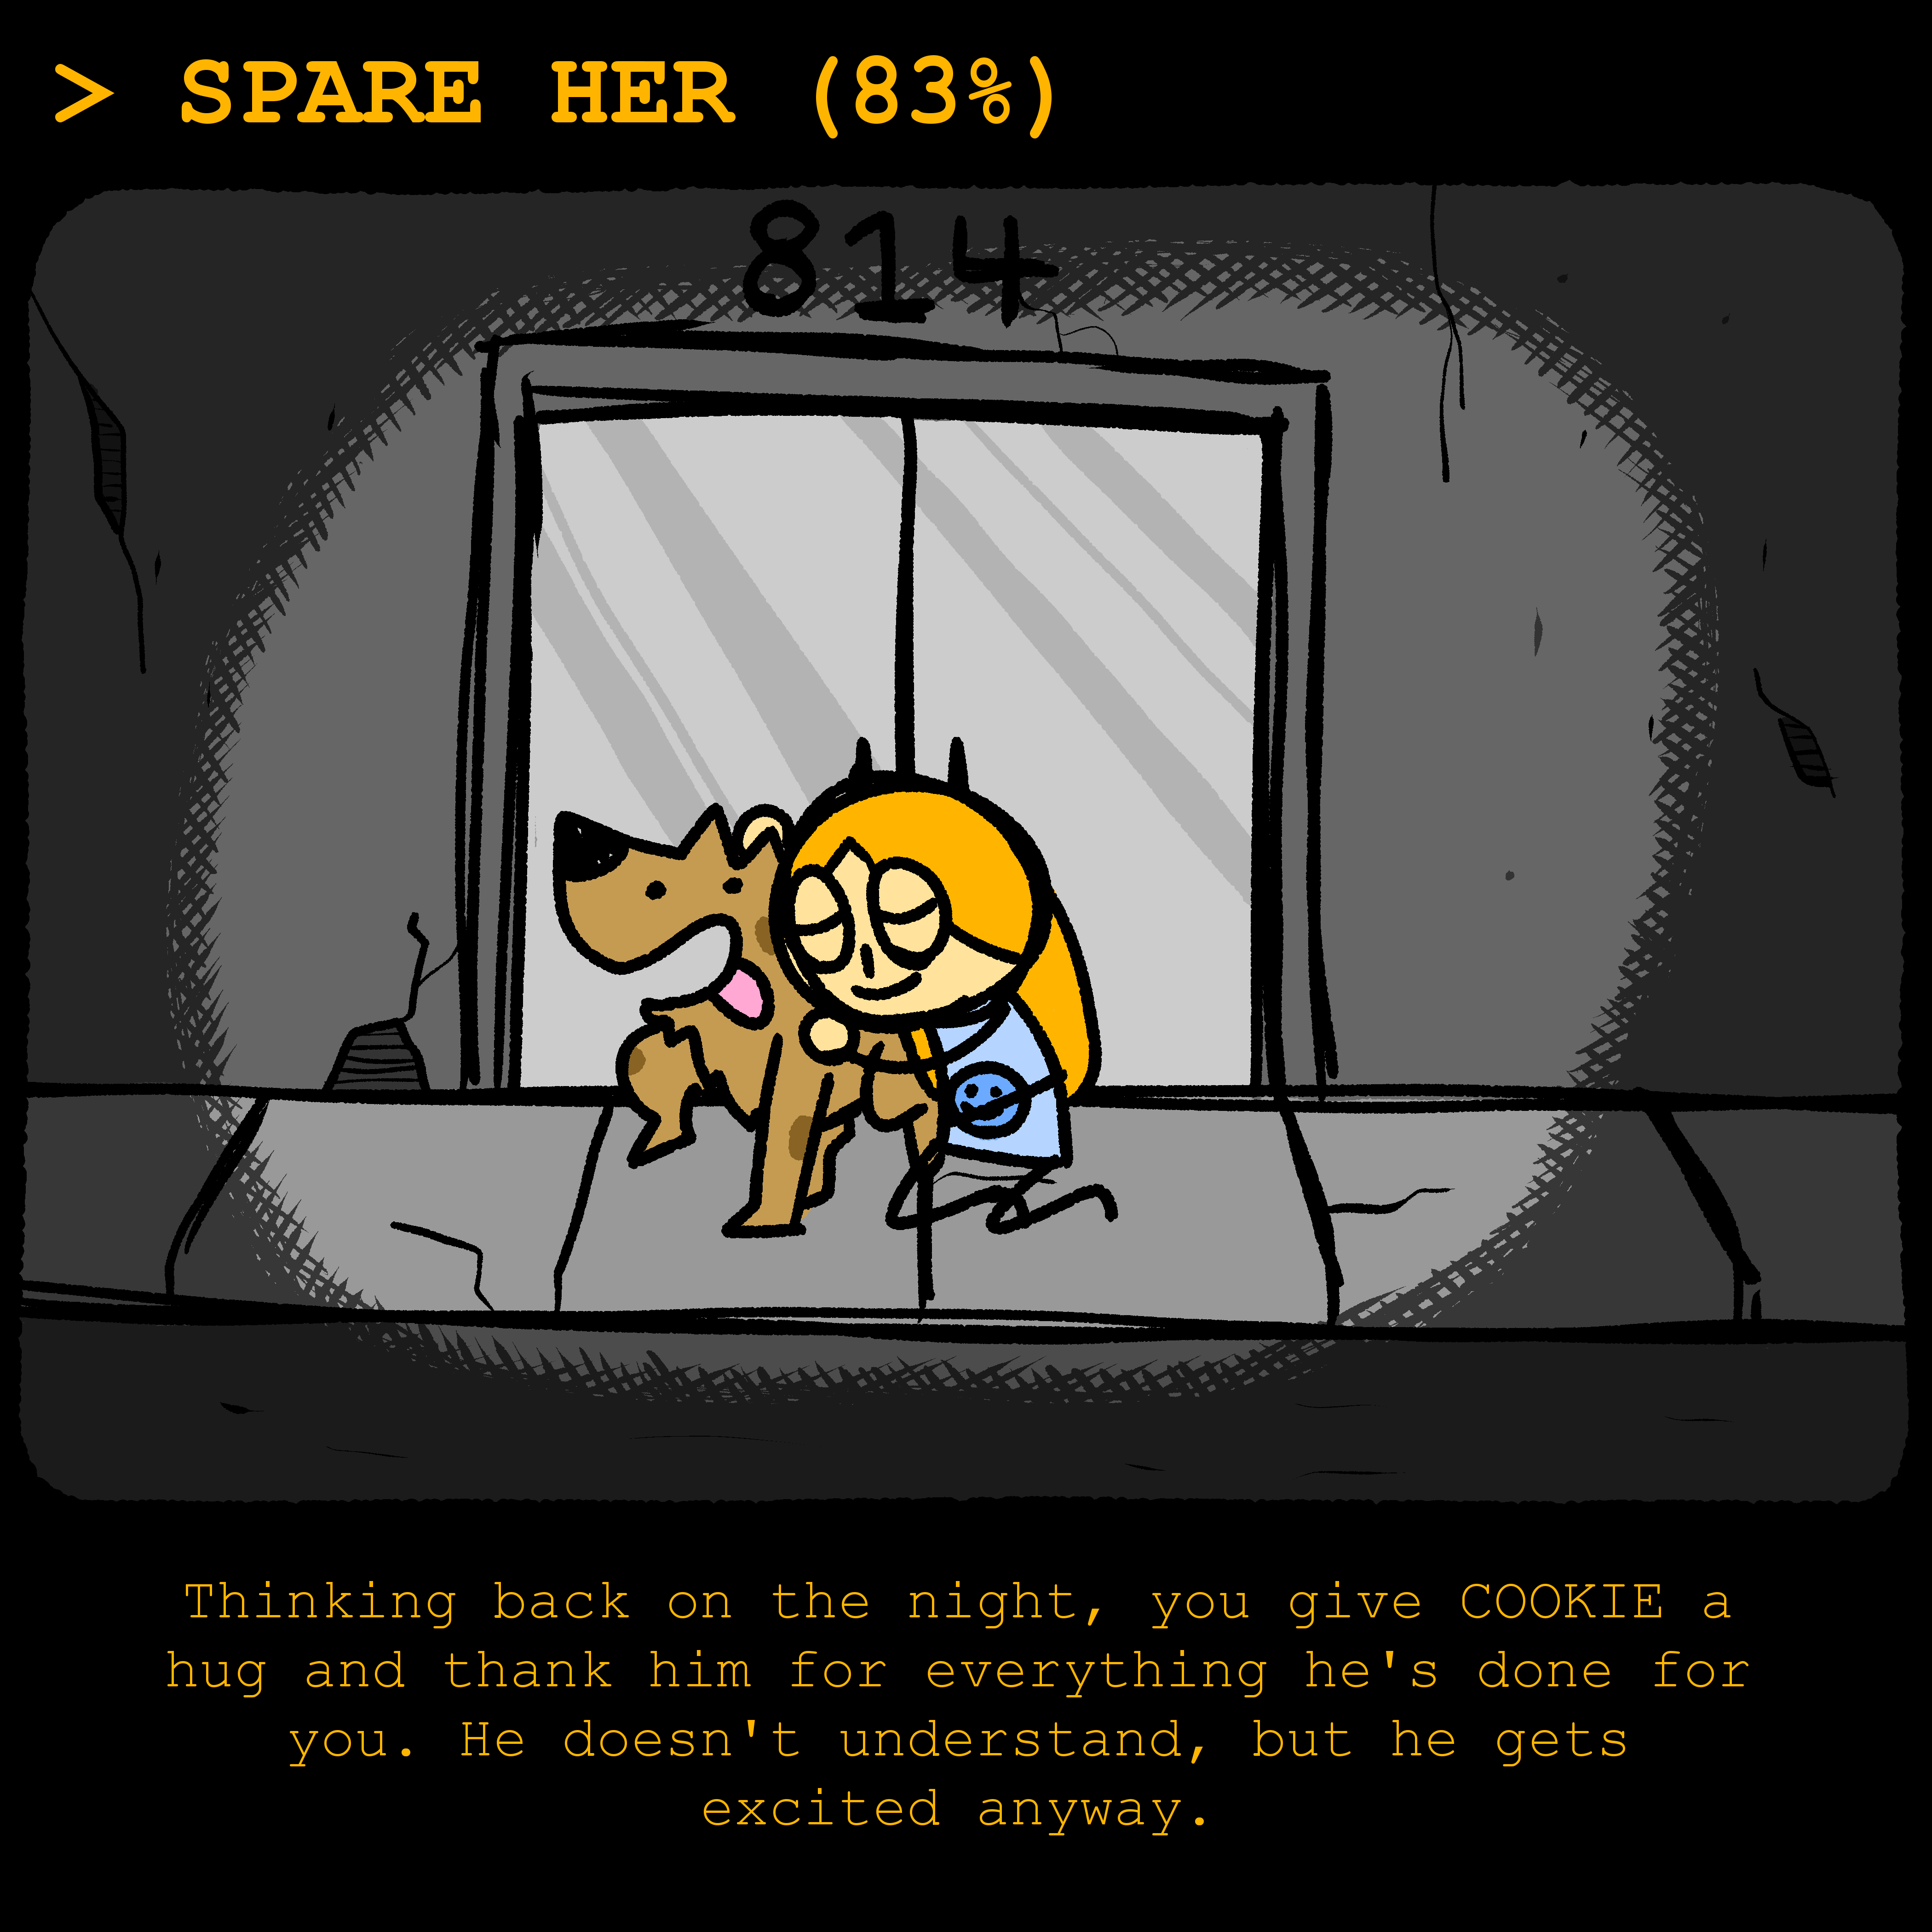 > SPARE HER (83%)
814
Thinking back on the night, you give COOKIE a
hug and thank him for everything he's done for
you. He doesn't understand, but he gets
excited anyway.